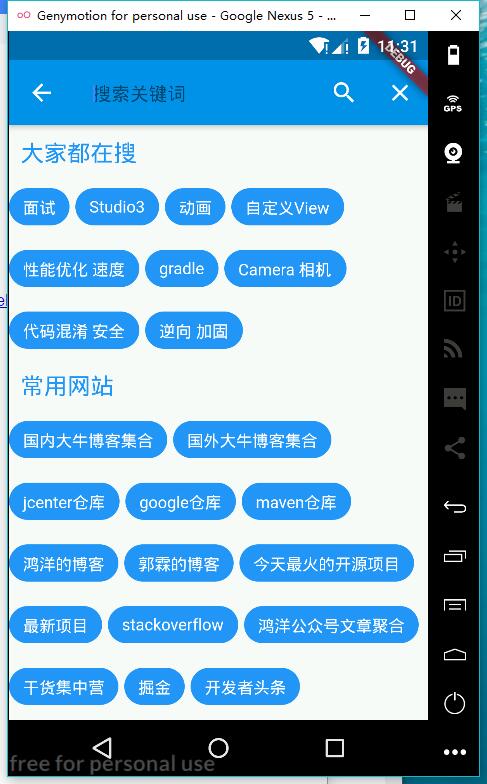 Genymotion for personal use - Google Nexus 5 - ...
11:31
DEBUG
搜索关键词
GPS
大家都在搜
面试 Studio3 动画 自定义View
性能优化 速度 gradle Camera 相机
ID
代码混淆 安全 逆向 加固
常用网站
国内大牛博客集合 国外大牛博客集合
jcenter仓库 google仓库 maven仓库
鸿洋的博客 郭霖的博客 今天最火的开源项目
最新项目 stackoverflow 鸿洋公众号文章聚合
干货集中营 掘金 开发者头条
free for personal use